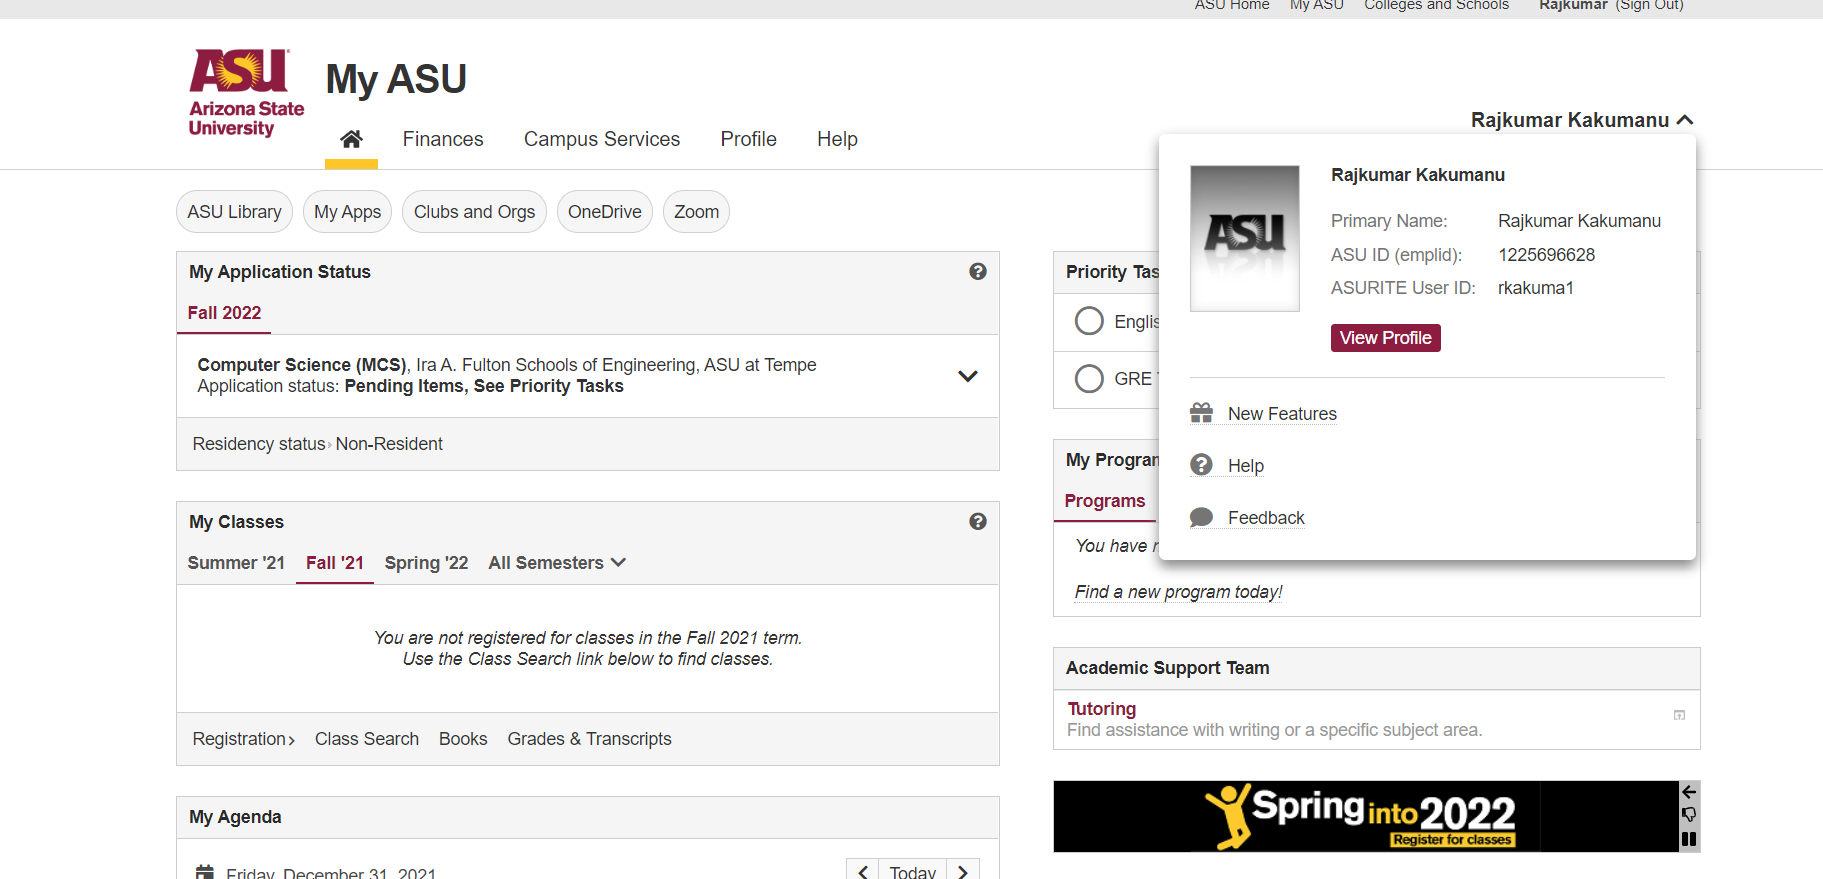 ASU Home My ASU Colleges and Schools Rajkumar (Sign Out)
ASU
Arizona State
University
My ASU
Finances Campus Services Profile Help
Rajkumar Kakumanu
ASU Library My Apps Clubs and Orgs OneDrive Zoom
My Application Status
Fall 2022
Computer Science (MCS), Ira A. Fulton Schools of Engineering, ASU at Tempe
Application status: Pending Items, See Priority Tasks
Residency status Non-Resident
My Classes
Summer '21 Fall '21 Spring '22 All Semesters
You are not registered for classes in the Fall 2021 term.
Use the Class Search link below to find classes.
Registration Class Search Books Grades & Transcripts
My Agenda
Friday, December 31, 2021
Today
ASU
Rajkumar Kakumanu
Primary Name: Rajkumar Kakumanu
ASU ID (emplid): 1225696628
ASURITE User ID: rkakuma1
View Profile
New Features
Help
Feedback
Priority Tas
Englis
GRE
My Program
Programs
You have n
Find a new program today!
Academic Support Team
Tutoring
Find assistance with writing or a specific subject area.
Spring into 2022
Register for classes